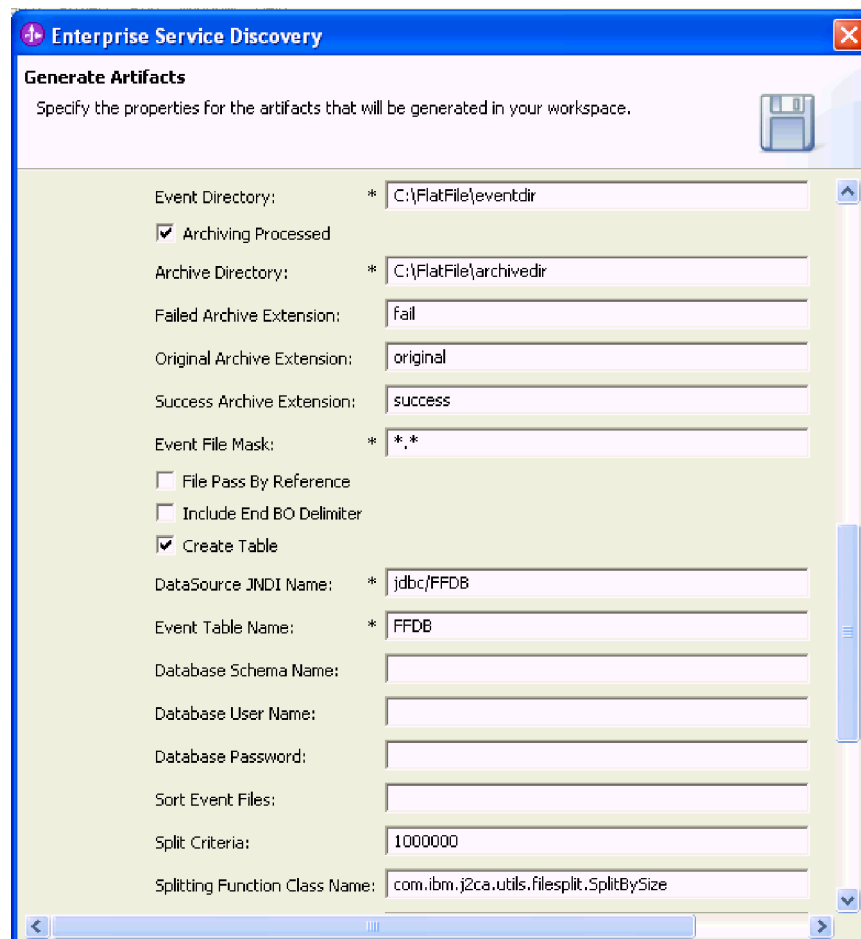 Enterprise Service Discovery
Generate Artifacts
Specify the properties for the artifacts that will be generated in your workspace.
Event Directory: * C:\FlatFile\eventdir
Archiving Processed
Archive Directory: * C:\FlatFile\archivedir
Failed Archive Extension: fail
Original Archive Extension: original
Success Archive Extension: success
Event File Mask: * *.*
File Pass By Reference
Include End BO Delimiter
Create Table
DataSource JNDI Name: * jdbc/FFDB
Event Table Name: * FFDB
Database Schema Name:
Database User Name:
Database Password:
Sort Event Files:
Split Criteria: 1000000
Splitting Function Class Name: com.ibm.j2ca.utils.filesplit.SplitBySize